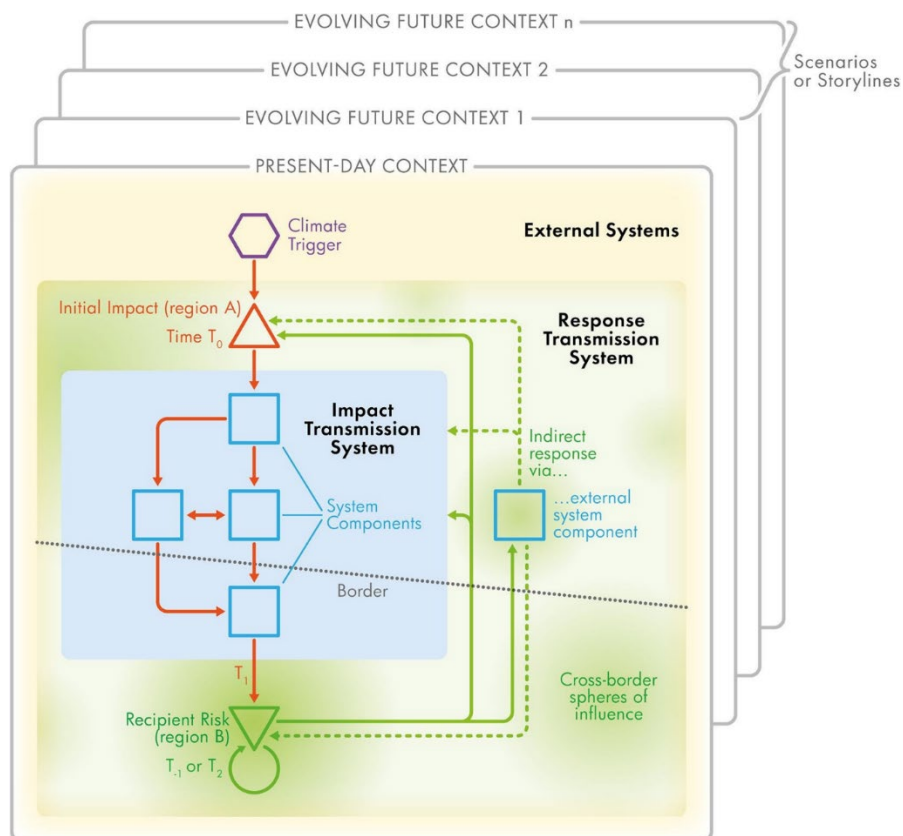 EVOLVING FUTURE CONTEXT n
EVOLVING FUTURE CONTEXT 2
Scenarios
or Storylines
EVOLVING FUTURE CONTEXT 1
PRESENT-DAY CONTEXT
Climate
Trigger
External Systems
Initial Impact (region A)
Time T₀
Response
Transmission
System
Impact
Transmission
System
Indirect
response
via...
System
Components
...external
system
component
Border
T₁
Cross-border
spheres of
influence
Recipient Risk
(region B)
T₋₁ or T₂